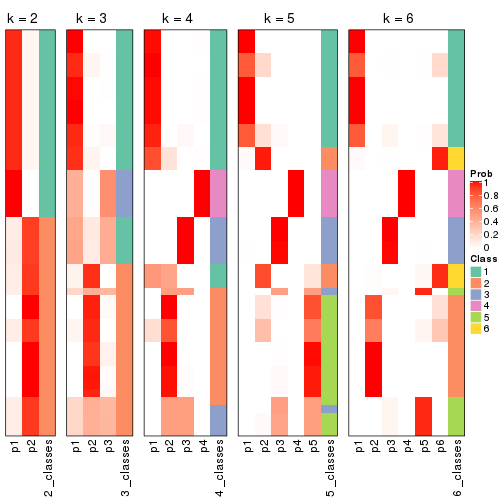 k = 2
k = 3
k = 4
k = 5
k = 6
Prob
1
0.8
0.6
0.4
0.2
0
Class
1
2
3
4
5
6
p1
p2
2_classes
p1
p2
p3
3_classes
p1
p2
p3
p4
4_classes
p1
p2
p3
p4
p5
5_classes
p1
p2
p3
p4
p5
p6
6_classes